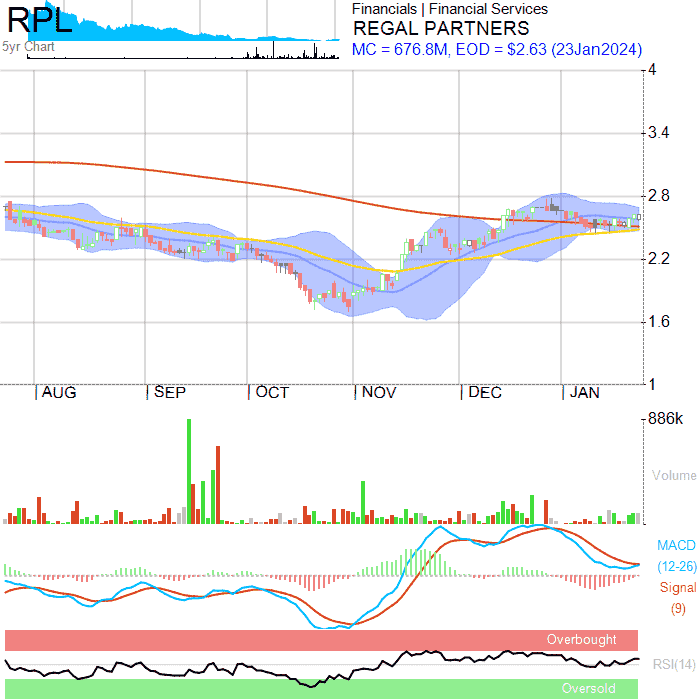 RPL
5yr Chart
Financials | Financial Services
REGAL PARTNERS
MC = 676.8M, EOD = $2.63 (23Jan2024)
4
3.4
2.8
2.2
1.6
1
AUG SEP OCT NOV DEC JAN
886k
Volume
MACD
(12-26)
Signal
(9)
Overbought
RSI(14)
Oversold